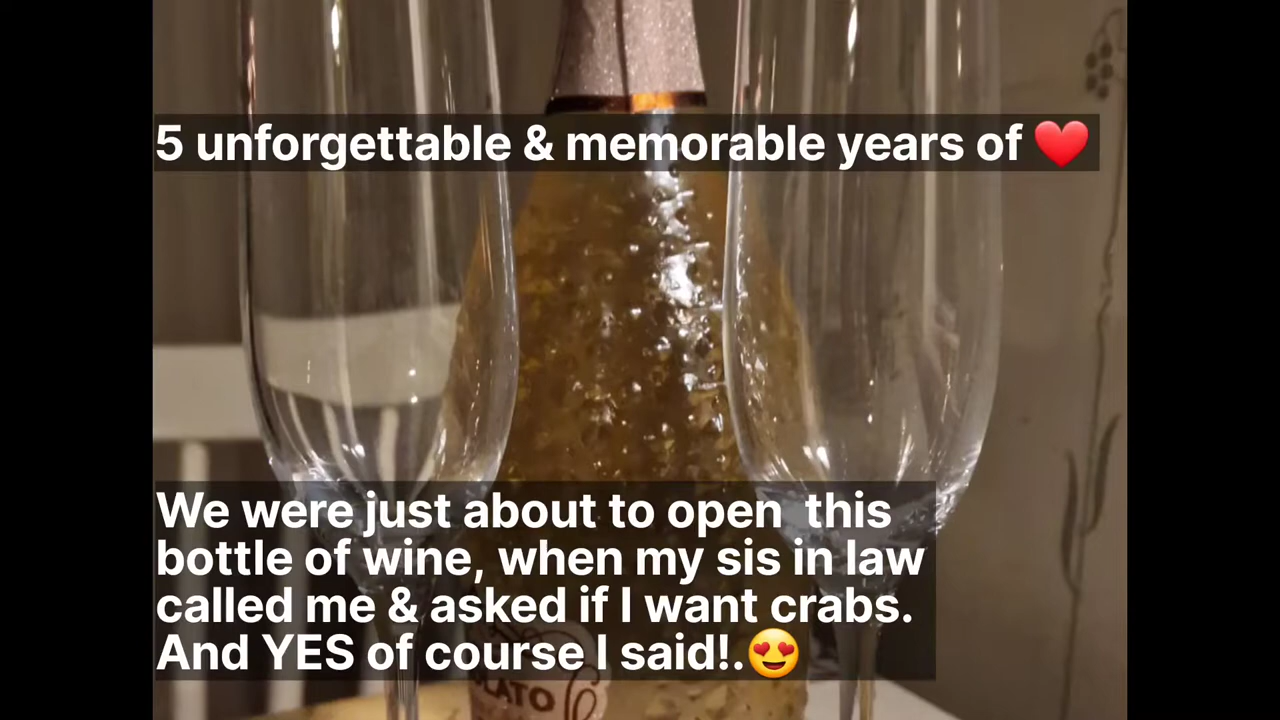 5 unforgettable & memorable years of ❤️
We were just about to open  this
bottle of wine, when my sis in law
called me & asked if I want crabs.
And YES of course I said!.😍